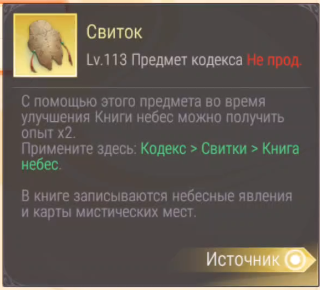 Свиток
Lv.113 Предмет кодекса Не прод.
С помощью этого предмета во время
улучшения Книги небес можно получить
опыт x2.
Примените здесь: Кодекс > Свитки > Книга
небес.
В книге записываются небесные явления
и карты мистических мест.
Источник